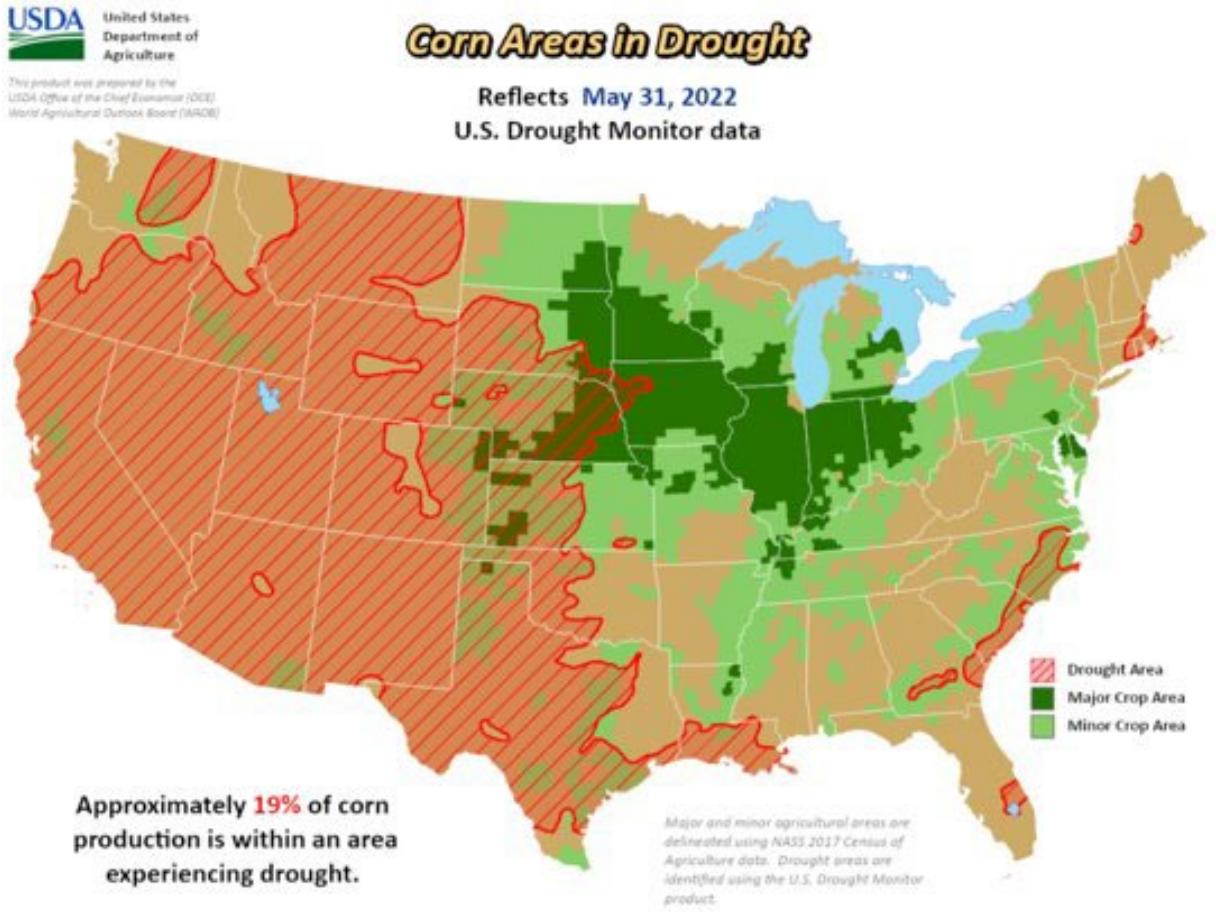 USDA
United States
Department of
Agriculture
This product was prepared by the
USDA Office of the Chief Economist (OCE)
World Agricultural Outlook Board (WAOB)
Corn Areas in Drought
Reflects May 31, 2022
U.S. Drought Monitor data
Drought Area
Major Crop Area
Minor Crop Area
Approximately 19% of corn
production is within an area
experiencing drought.
Major and minor agricultural areas are
delineated using NASS 2017 Census of
Agriculture data. Drought areas are
identified using the U.S. Drought Monitor
product.